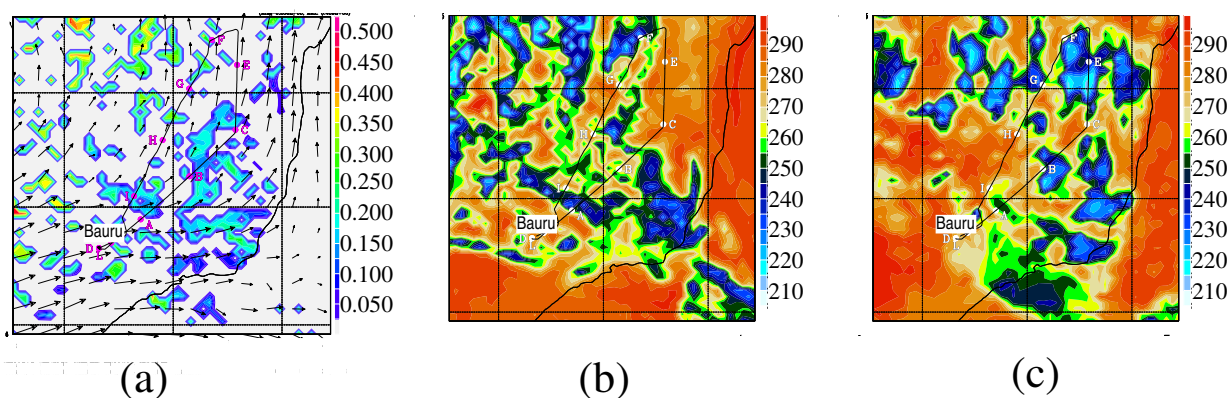 0.500
0.450
0.400
0.350
0.300
0.250
0.200
0.150
0.100
0.050
F
E
G
C
H
B
I
A
Bauru
D
L
(a)
290
280
270
260
250
240
230
220
210
F
E
G
C
H
B
I
A
Bauru
D
L
(b)
290
280
270
260
250
240
230
220
210
F
E
G
C
H
B
I
A
Bauru
D
L
(c)